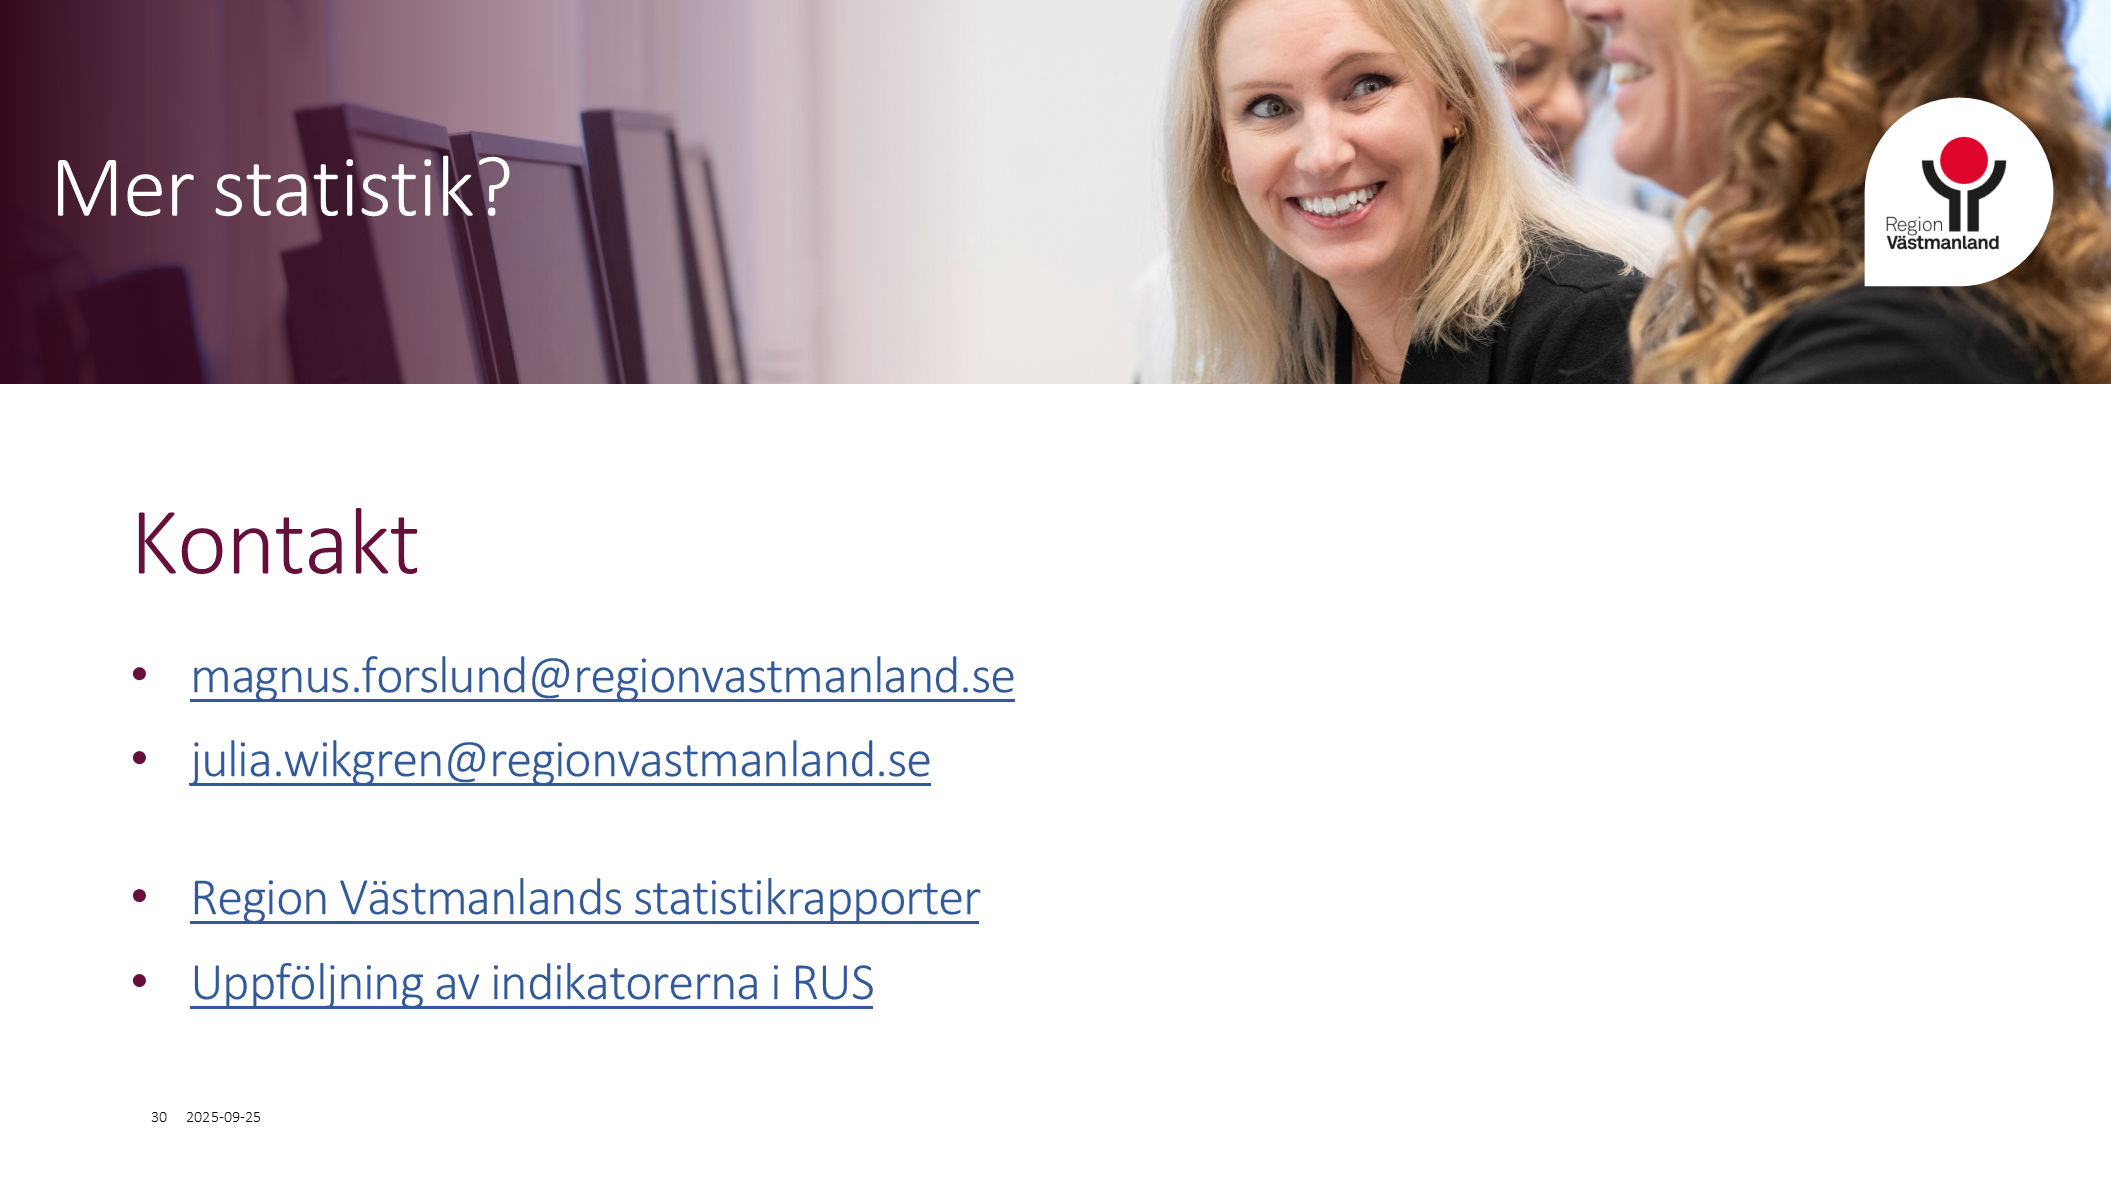 Mer statistik?
Region
Västmanland
Kontakt
• magnus.forslund@regionvastmanland.se
• julia.wikgren@regionvastmanland.se
• Region Västmanlands statistikrapporter
• Uppföljning av indikatorerna i RUS
30 2025-09-25